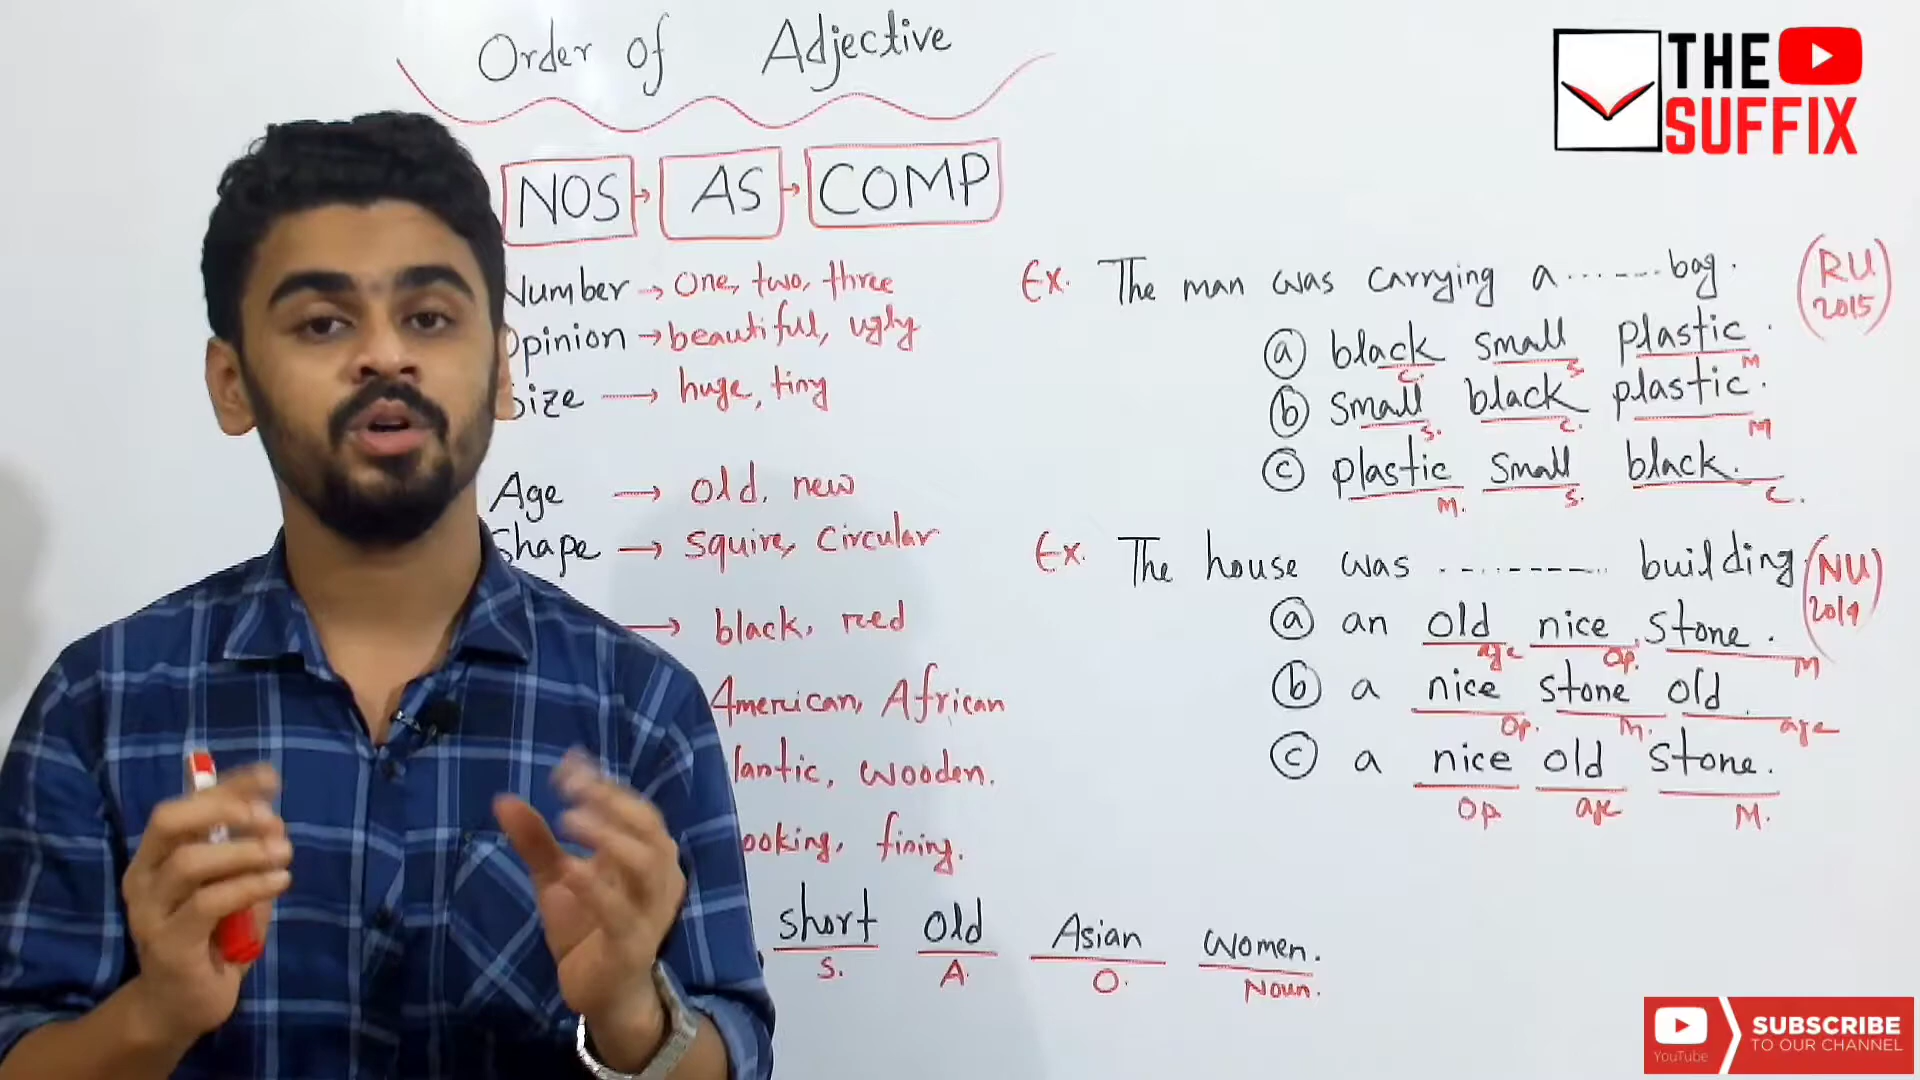 Order of Adjective
THE
SUFFIX
NOS → AS → COMP
Number → One, two, three
Opinion → beautiful, ugly
Size → huge, tiny
Age → old, new
Shape → squire, circular
→ black, red
American, African
lantic, wooden.
ooking, fining.
short old Asian women.
S. A. O. Noun.
Ex. The man was carrying a ....... bag.
(RU 2015)
(a) black small plastic.
C. S. M
(b) small black plastic.
S. C. M
(c) plastic small black.
M. S. C.
Ex. The house was .......... building
(NU 2019)
(a) an old nice stone.
age Op. M
(b) a nice stone old.
Op. M. age
(c) a nice old stone.
Op age M.
YouTube
SUBSCRIBE
TO OUR CHANNEL